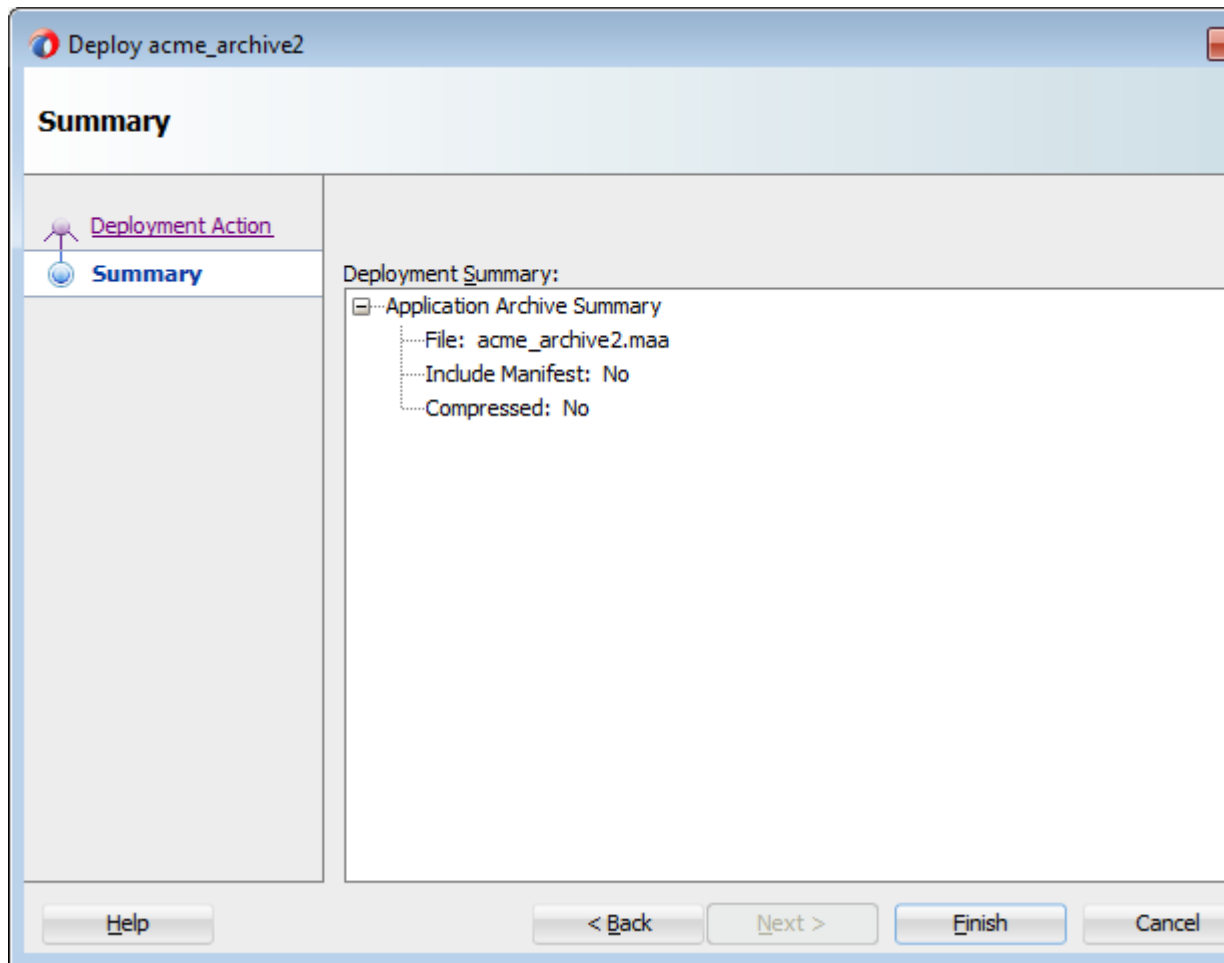 Deploy acme_archive2
Summary
Deployment Action
Summary
Deployment Summary:
Application Archive Summary
File: acme_archive2.maa
Include Manifest: No
Compressed: No
Help
< Back
Next >
Finish
Cancel